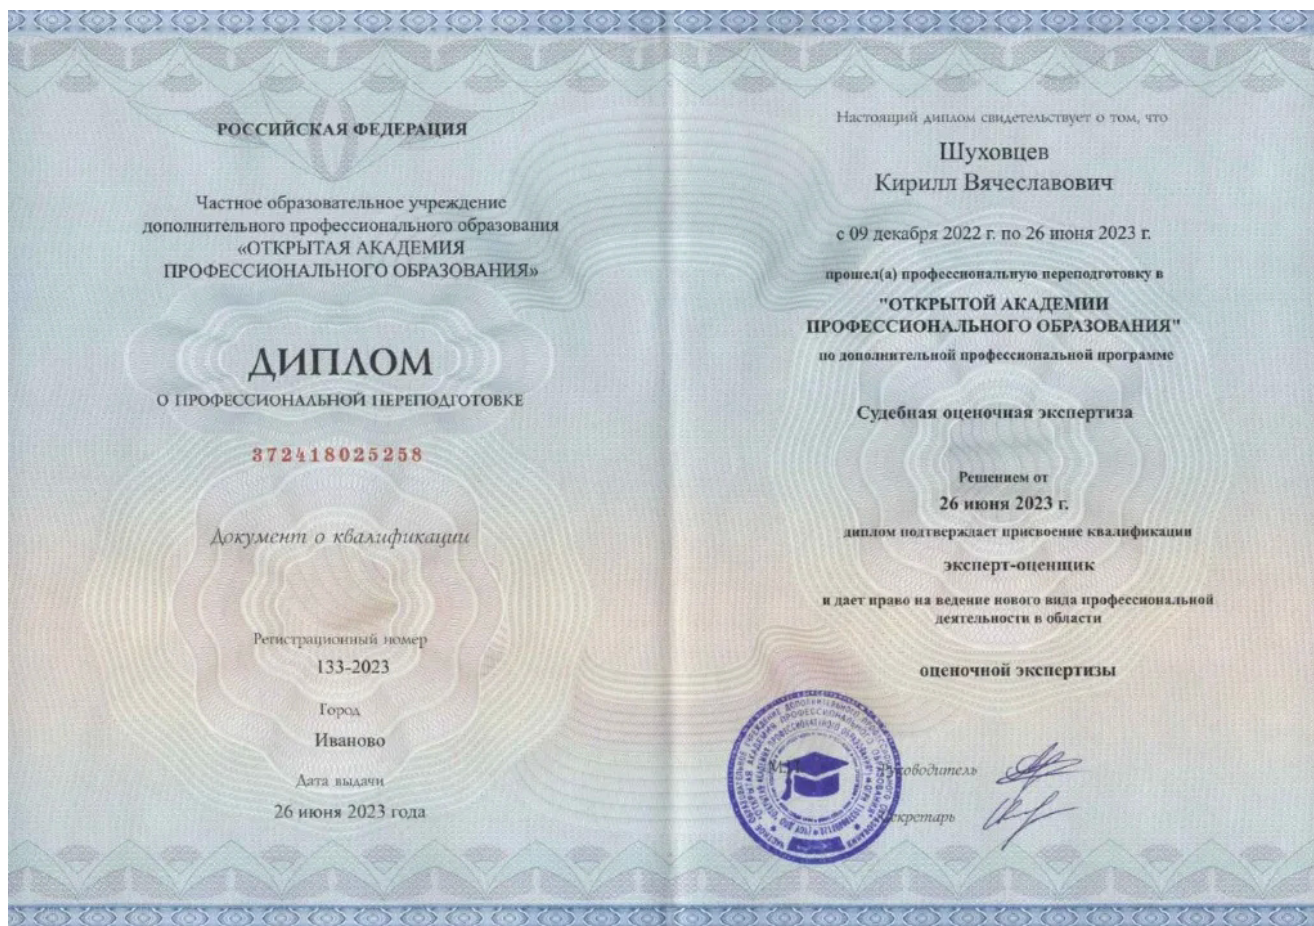 РОССИЙСКАЯ ФЕДЕРАЦИЯ
Частное образовательное учреждение
дополнительного профессионального образования
«ОТКРЫТАЯ АКАДЕМИЯ
ПРОФЕССИОНАЛЬНОГО ОБРАЗОВАНИЯ»
ДИПЛОМ
О ПРОФЕССИОНАЛЬНОЙ ПЕРЕПОДГОТОВКЕ
372418025258
Документ о квалификации
Регистрационный номер
133-2023
Город
Иваново
Дата выдачи
26 июня 2023 года
Настоящий диплом свидетельствует о том, что
Шуховцев
Кирилл Вячеславович
с 09 декабря 2022 г. по 26 июня 2023 г.
прошел(а) профессиональную переподготовку в
"ОТКРЫТОЙ АКАДЕМИИ
ПРОФЕССИОНАЛЬНОГО ОБРАЗОВАНИЯ"
по дополнительной профессиональной программе
Судебная оценочная экспертиза
Решением от
26 июня 2023 г.
диплом подтверждает присвоение квалификации
эксперт-оценщик
и дает право на ведение нового вида профессиональной
деятельности в области
оценочной экспертизы
Руководитель
Секретарь